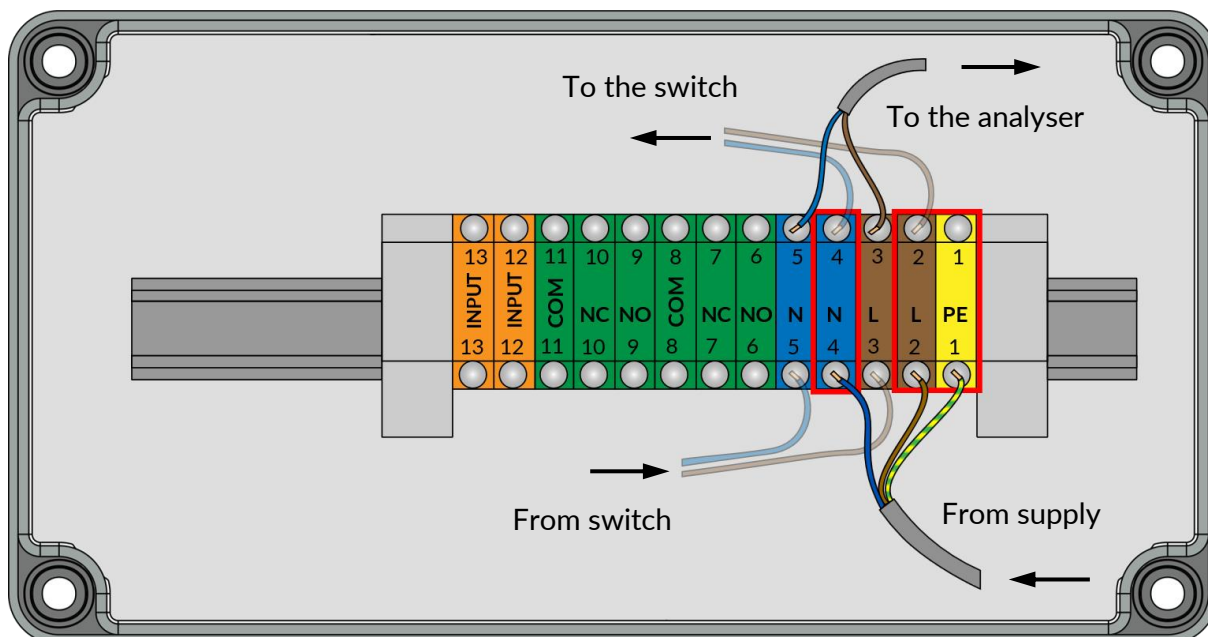 To the switch
To the analyser
13 12 11 10 9 8 7 6 5 4 3 2 1
INPUT INPUT COM NC NO COM NC NO N N L L PE
13 12 11 10 9 8 7 6 5 4 3 2 1
From switch
From supply